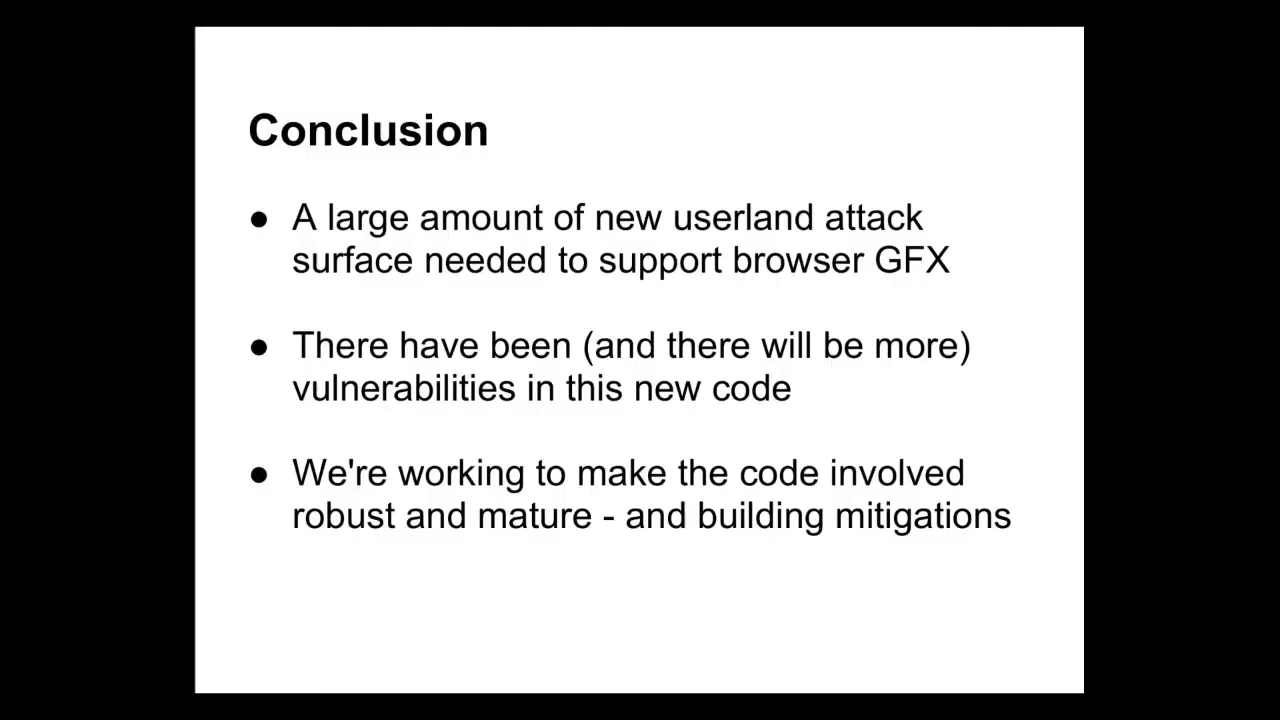 Conclusion
● A large amount of new userland attack
surface needed to support browser GFX
● There have been (and there will be more)
vulnerabilities in this new code
● We're working to make the code involved
robust and mature - and building mitigations